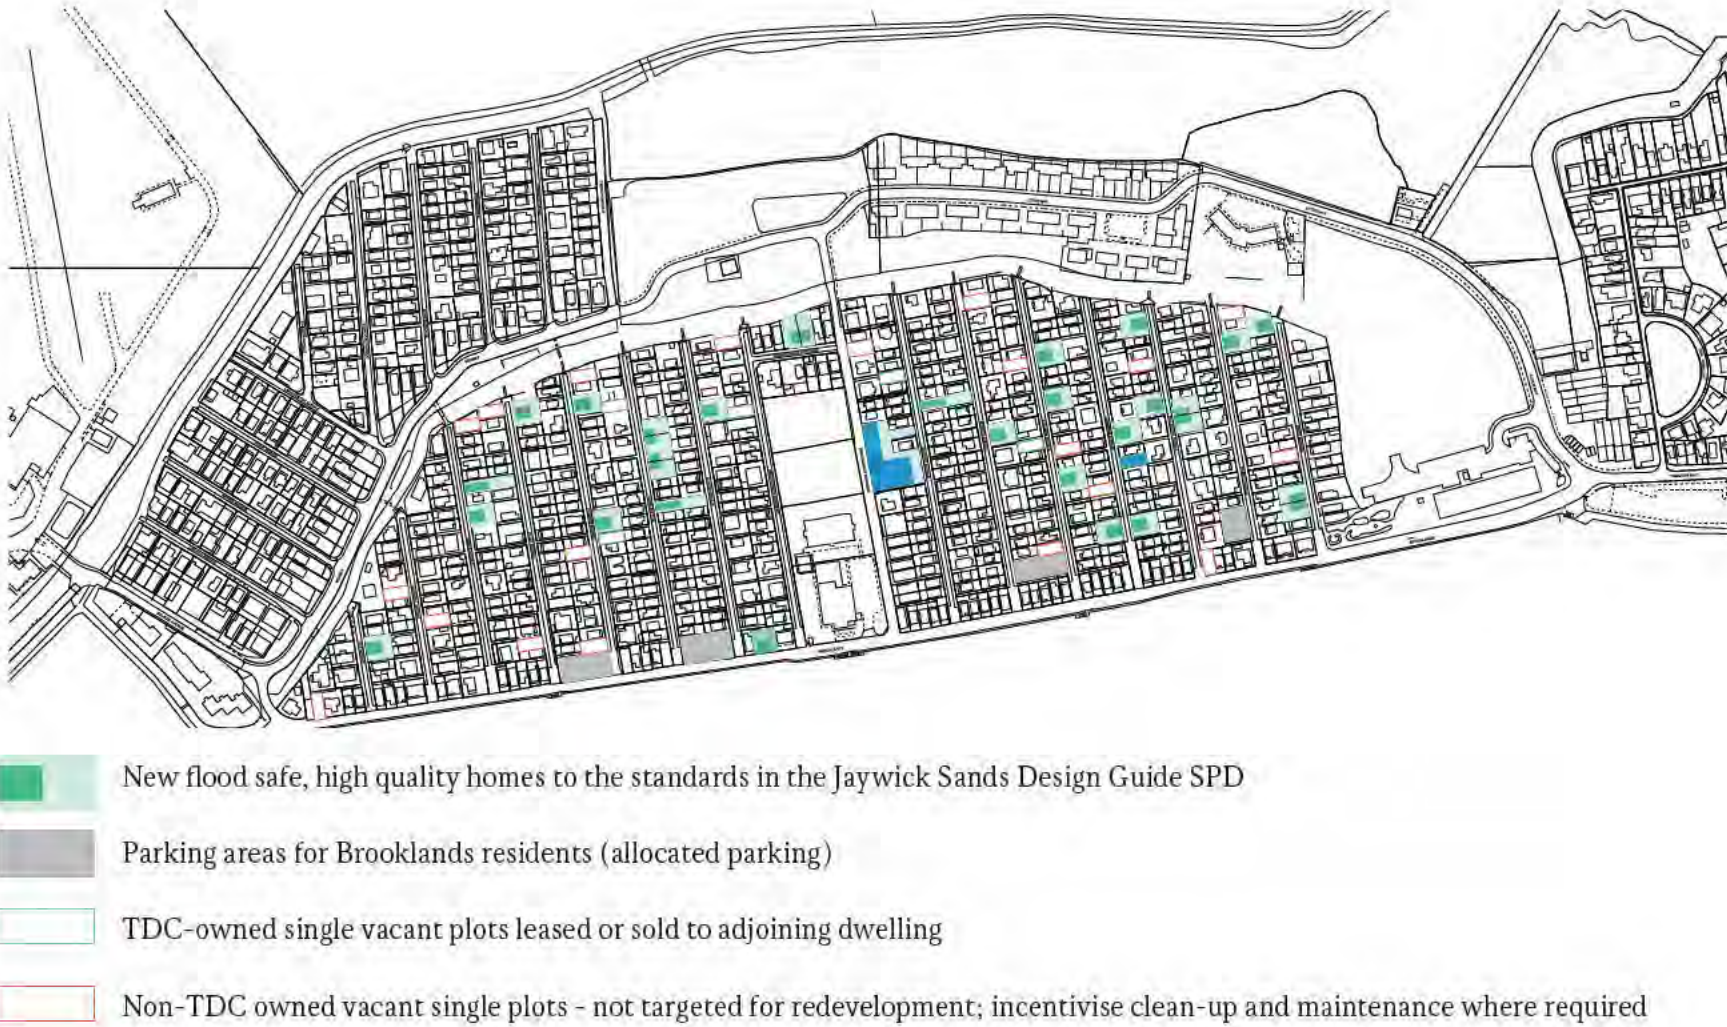 New flood safe, high quality homes to the standards in the Jaywick Sands Design Guide SPD
Parking areas for Brooklands residents (allocated parking)
TDC-owned single vacant plots leased or sold to adjoining dwelling
Non-TDC owned vacant single plots - not targeted for redevelopment; incentivise clean-up and maintenance where required